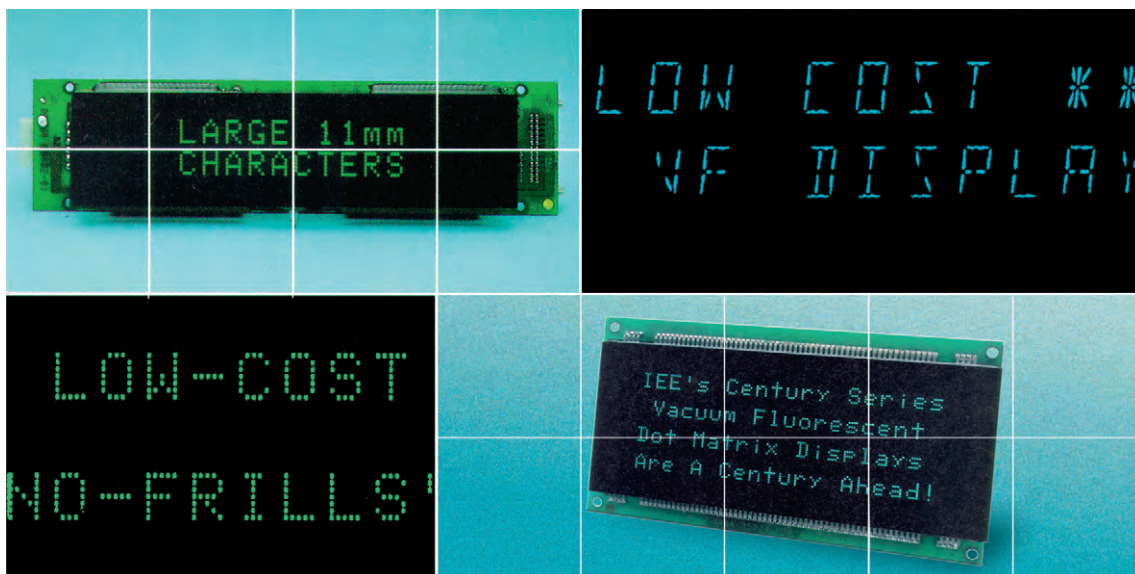 LARGE 11mm
CHARACTERS
LOW COST **
VF DISPLAY
LOW-COST
NO-FRILLS'
IEE's Century Series
Vacuum Fluorescent
Dot Matrix Displays
Are A Century Ahead!